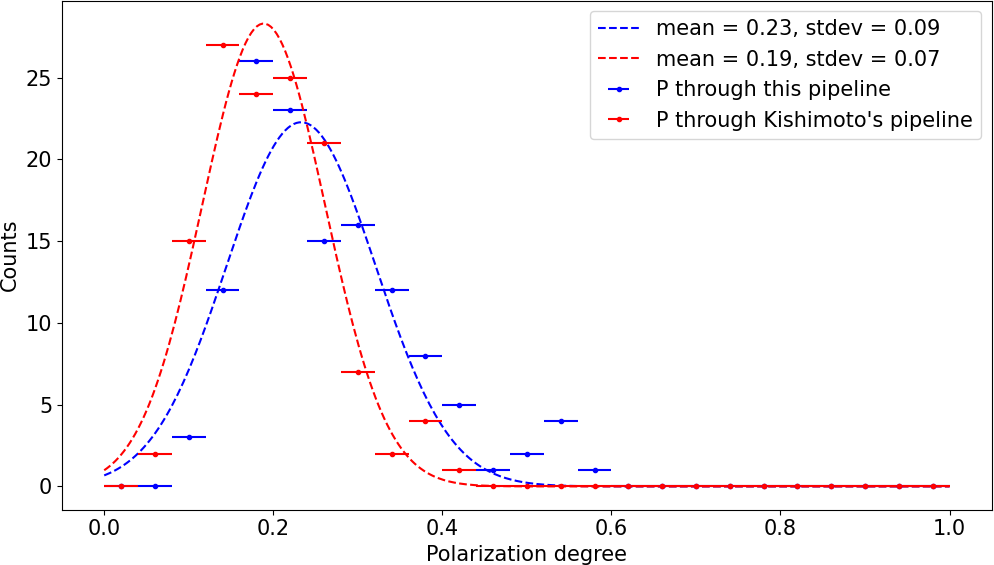 mean = 0.23, stdev = 0.09
mean = 0.19, stdev = 0.07
P through this pipeline
P through Kishimoto's pipeline
Counts
25
20
15
10
5
0
0.0 0.2 0.4 0.6 0.8 1.0
Polarization degree